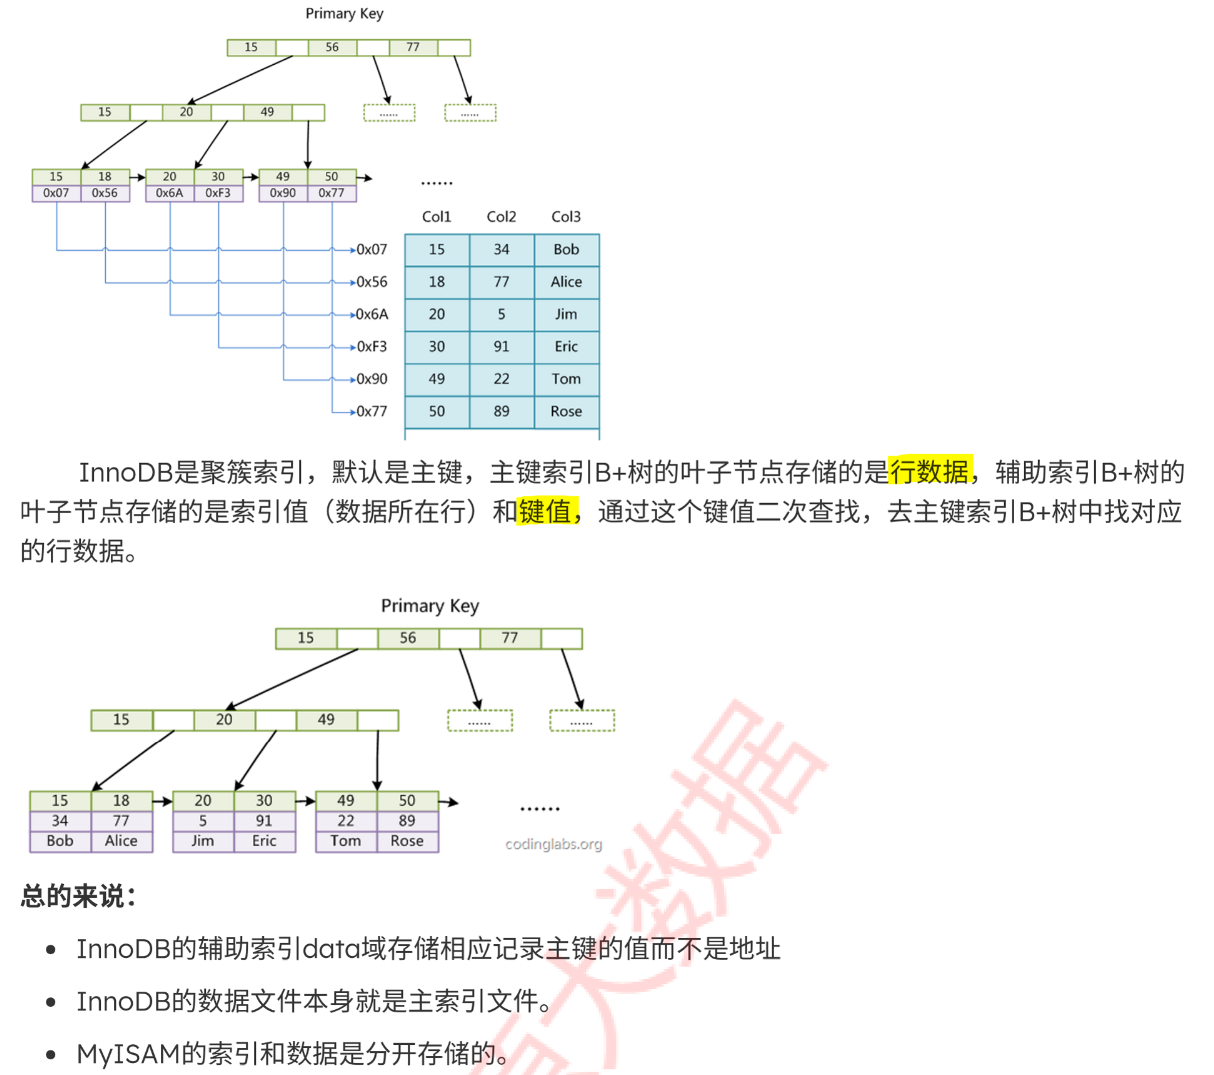 Primary Key
15 56 77
15 20 49 ...... ......
15 18 20 30 49 50
0x07 0x56 0x6A 0xF3 0x90 0x77
......
Col1 Col2 Col3
0x07 15 34 Bob
0x56 18 77 Alice
0x6A 20 5 Jim
0xF3 30 91 Eric
0x90 49 22 Tom
0x77 50 89 Rose
InnoDB是聚簇索引，默认是主键，主键索引B+树的叶子节点存储的是行数据，辅助索引B+树的
叶子节点存储的是索引值（数据所在行）和键值，通过这个键值二次查找，去主键索引B+树中找对应
的行数据。
Primary Key
15 56 77
15 20 49 ...... ......
15 18 20 30 49 50
34 77 5 91 22 89
Bob Alice Jim Eric Tom Rose
......
codinglabs.org
总的来说：
• InnoDB的辅助索引data域存储相应记录主键的值而不是地址
• InnoDB的数据文件本身就是主索引文件。
• MyISAM的索引和数据是分开存储的。
大数据